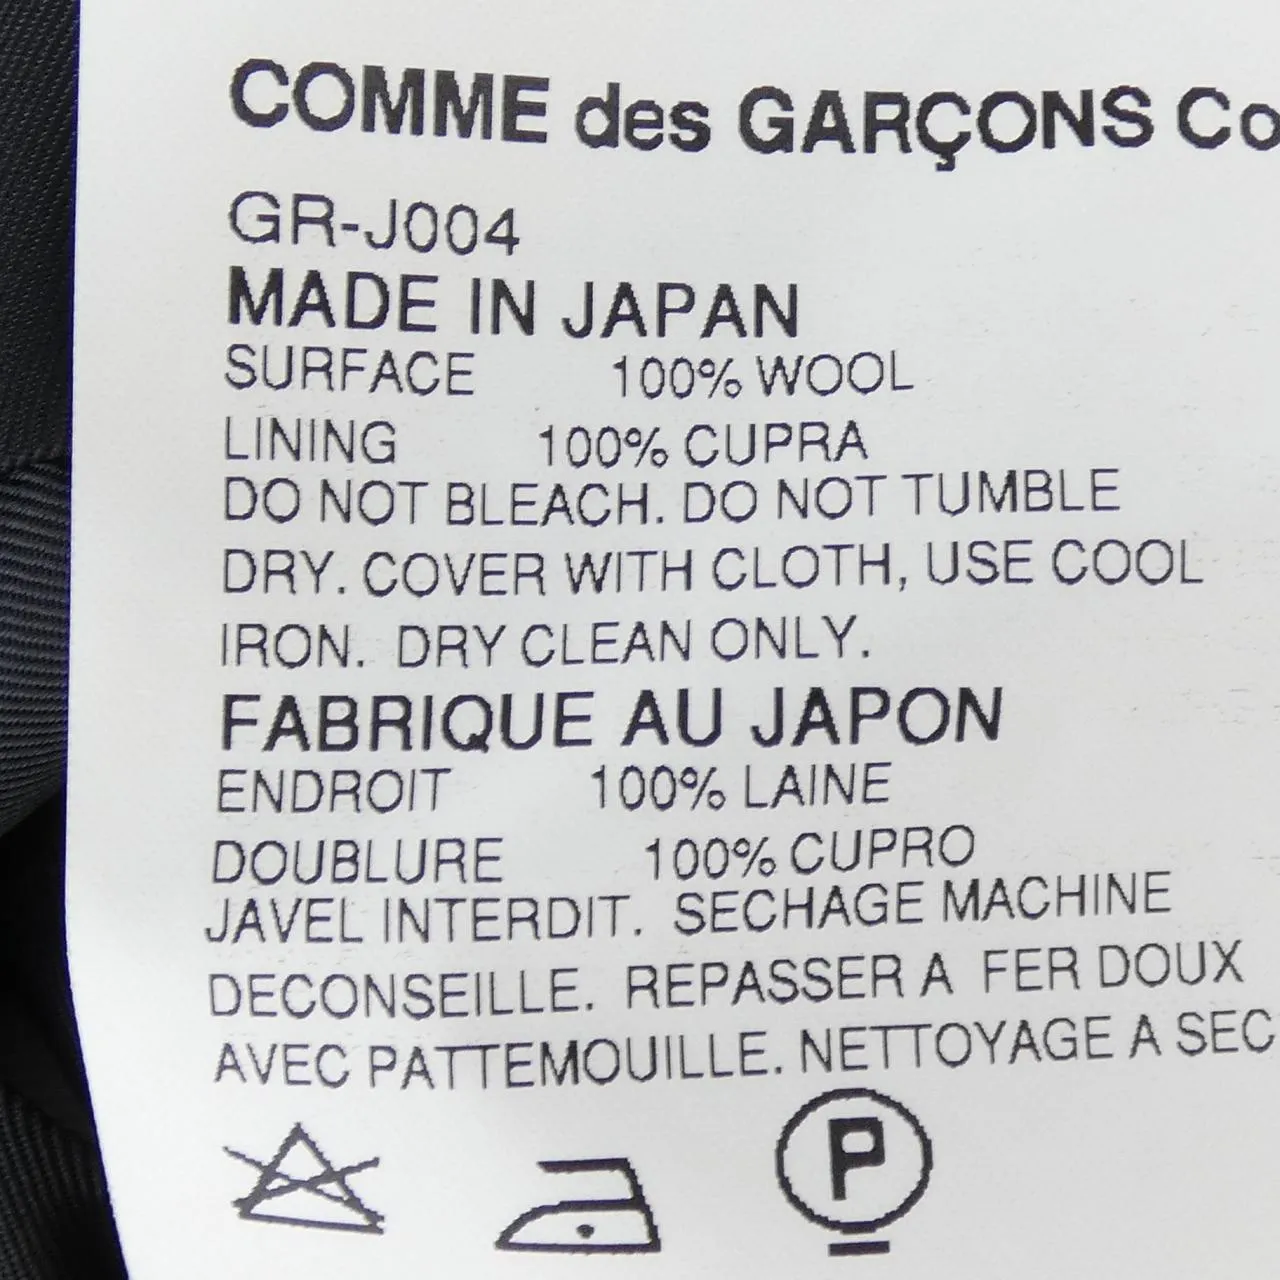 COMME des GARÇONS Co
GR-J004
MADE IN JAPAN
SURFACE 100% WOOL
LINING 100% CUPRA
DO NOT BLEACH. DO NOT TUMBLE
DRY. COVER WITH CLOTH, USE COOL
IRON. DRY CLEAN ONLY.
FABRIQUE AU JAPON
ENDROIT 100% LAINE
DOUBLURE 100% CUPRO
JAVEL INTERDIT. SECHAGE MACHINE
DECONSEILLE. REPASSER A FER DOUX
AVEC PATTEMOUILLE. NETTOYAGE A SEC
P